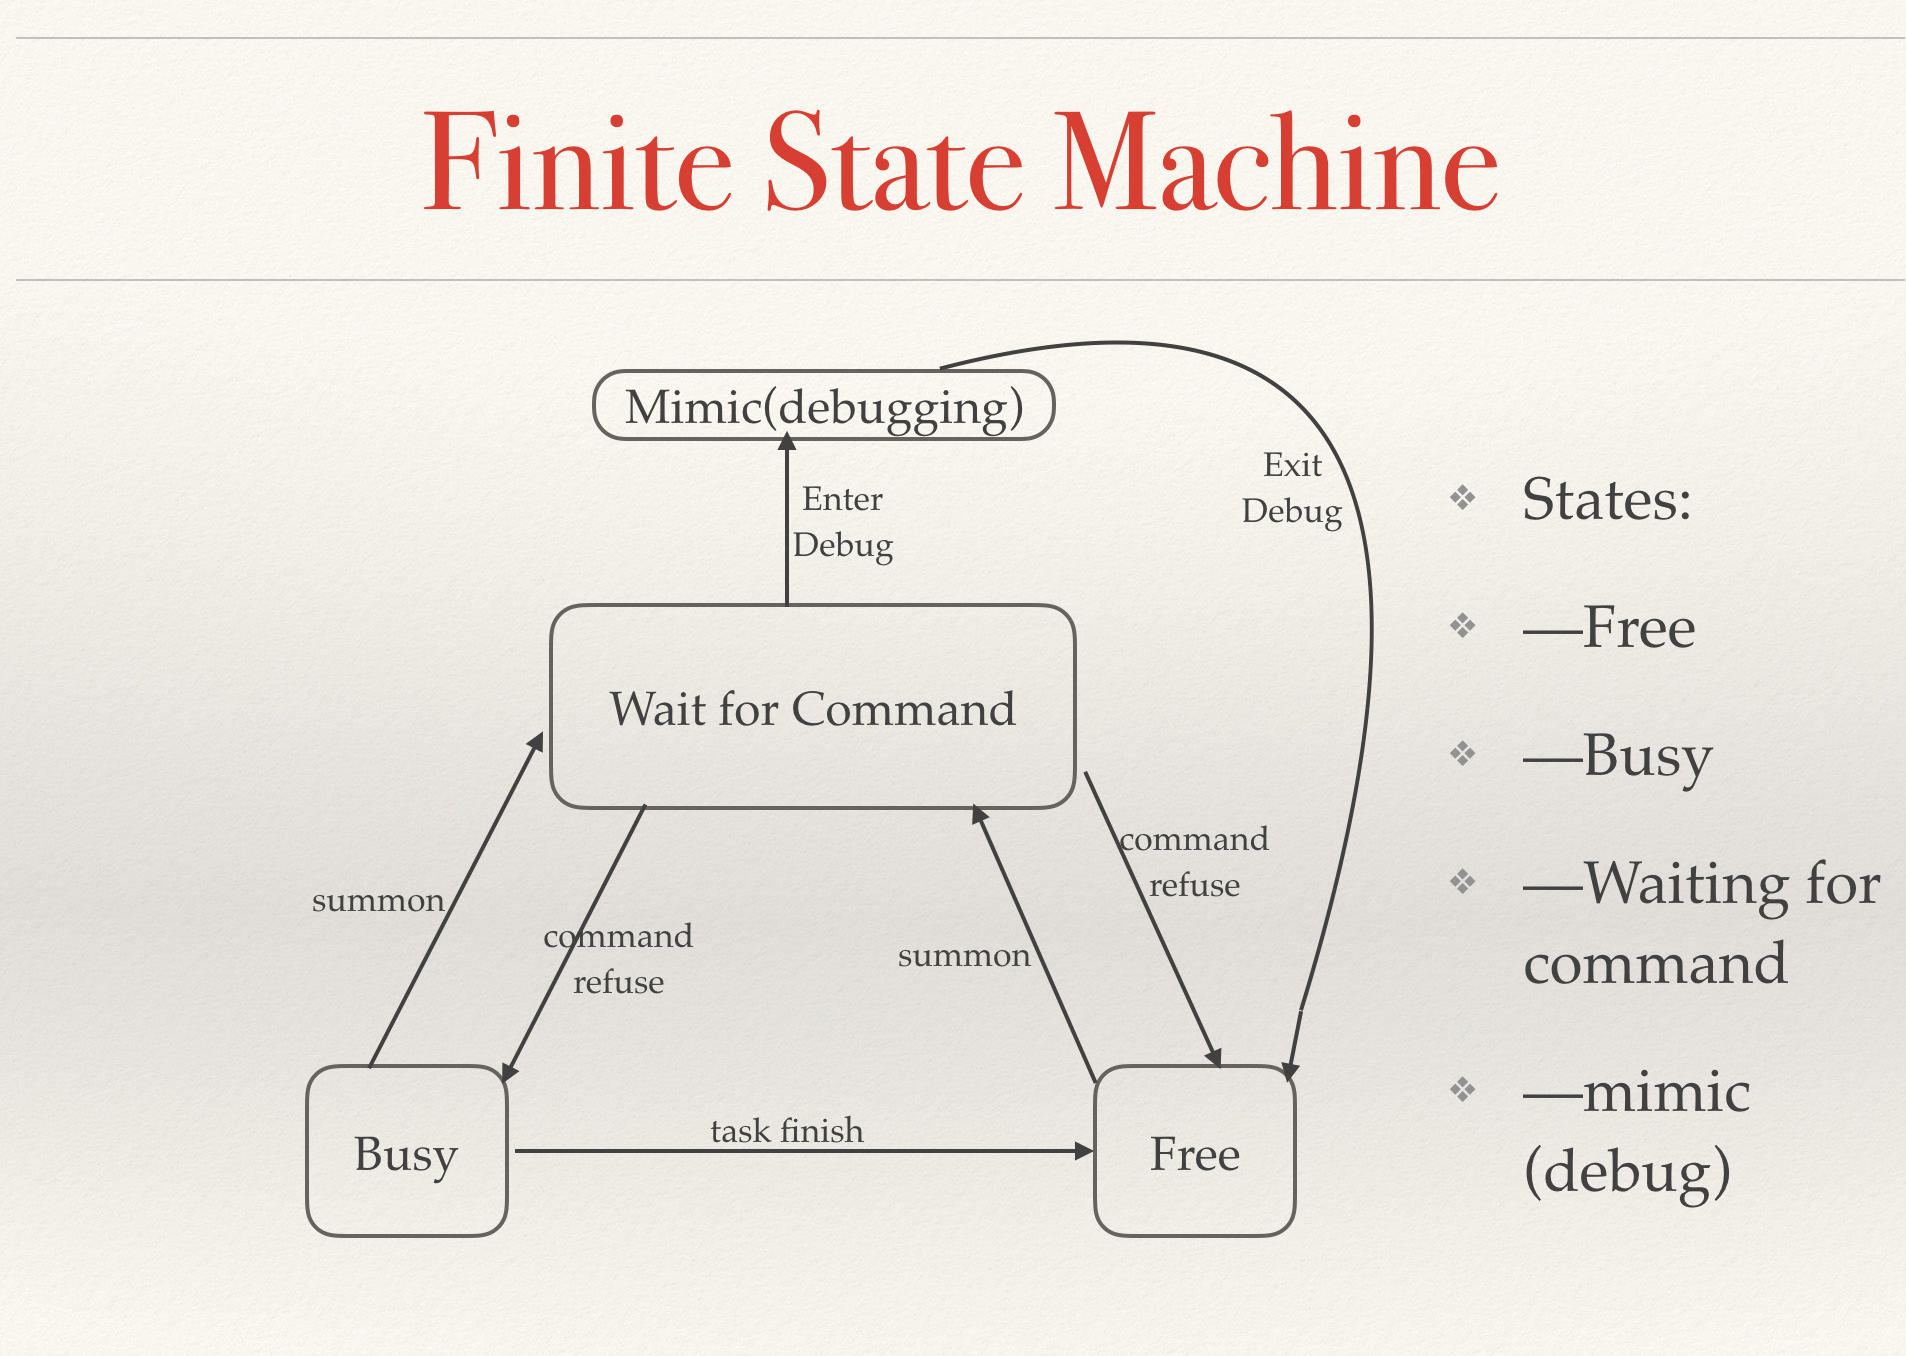 Finite State Machine
Mimic(debugging)
Enter
Debug
Exit
Debug
Wait for Command
summon
command
refuse
summon
command
refuse
Busy
task finish
Free
❖ States:
❖ —Free
❖ —Busy
❖ —Waiting for
command
❖ —mimic
(debug)